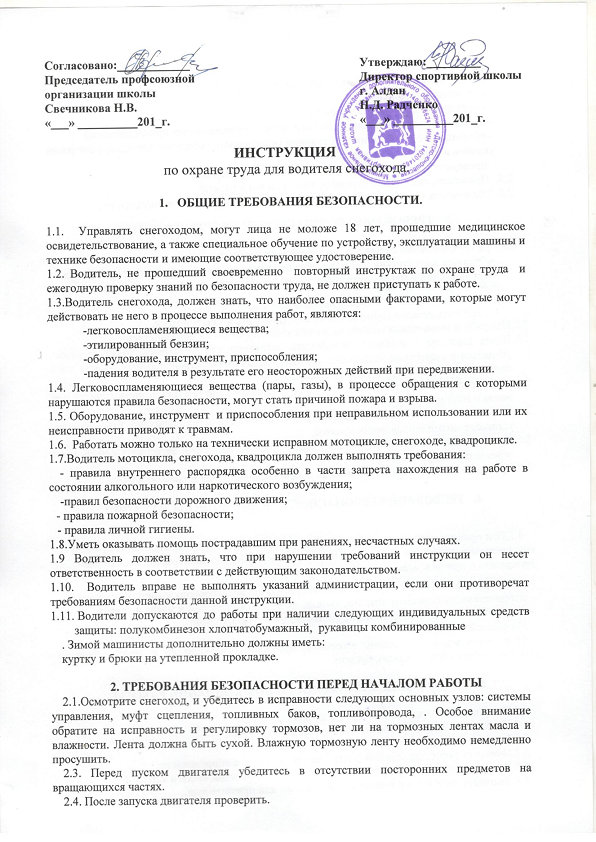 Согласовано:____________
Председатель профсоюзной
организации школы
Свечникова Н.В.
«___» __________201_г.
Утверждаю:____________
Директор спортивной школы
г. Алдан
Н.Д. Радченко
«___» __________201_г.
ИНСТРУКЦИЯ
по охране труда для водителя снегохода.
1. ОБЩИЕ ТРЕБОВАНИЯ БЕЗОПАСНОСТИ.
1.1. Управлять снегоходом, могут лица не моложе 18 лет, прошедшие медицинское
освидетельствование, а также специальное обучение по устройству, эксплуатации машины и
технике безопасности и имеющие соответствующее удостоверение.
1.2. Водитель, не прошедший своевременно повторный инструктаж по охране труда и
ежегодную проверку знаний по безопасности труда, не должен приступать к работе.
1.3.Водитель снегохода, должен знать, что наиболее опасными факторами, которые могут
действовать не него в процессе выполнения работ, являются:
-легковоспламеняющиеся вещества;
-этилированный бензин;
-оборудование, инструмент, приспособления;
-падения водителя в результате его неосторожных действий при передвижении.
1.4. Легковоспламеняющиеся вещества (пары, газы), в процессе обращения с которыми
нарушаются правила безопасности, могут стать причиной пожара и взрыва.
1.5. Оборудование, инструмент и приспособления при неправильном использовании или их
неисправности приводят к травмам.
1.6. Работать можно только на технически исправном мотоцикле, снегоходе, квадроцикле.
1.7.Водитель мотоцикла, снегохода, квадроцикла должен выполнять требования:
- правила внутреннего распорядка особенно в части запрета нахождения на работе в
состоянии алкогольного или наркотического возбуждения;
-правил безопасности дорожного движения;
- правила пожарной безопасности;
- правила личной гигиены.
1.8.Уметь оказывать помощь пострадавшим при ранениях, несчастных случаях.
1.9 Водитель должен знать, что при нарушении требований инструкции он несет
ответственность в соответствии с действующим законодательством.
1.10. Водитель вправе не выполнять указаний администрации, если они противоречат
требованиям безопасности данной инструкции.
1.11. Водители допускаются до работы при наличии следующих индивидуальных средств
защиты: полукомбинезон хлопчатобумажный, рукавицы комбинированные
. Зимой машинисты дополнительно должны иметь:
куртку и брюки на утепленной прокладке.
2. ТРЕБОВАНИЯ БЕЗОПАСНОСТИ ПЕРЕД НАЧАЛОМ РАБОТЫ
2.1.Осмотрите снегоход, и убедитесь в исправности следующих основных узлов: системы
управления, муфт сцепления, топливных баков, топливопровода, . Особое внимание
обратите на исправность и регулировку тормозов, нет ли на тормозных лентах масла и
влажности. Лента должна быть сухой. Влажную тормозную ленту необходимо немедленно
просушить.
2.3. Перед пуском двигателя убедитесь в отсутствии посторонних предметов на
вращающихся частях.
2.4. После запуска двигателя проверить.